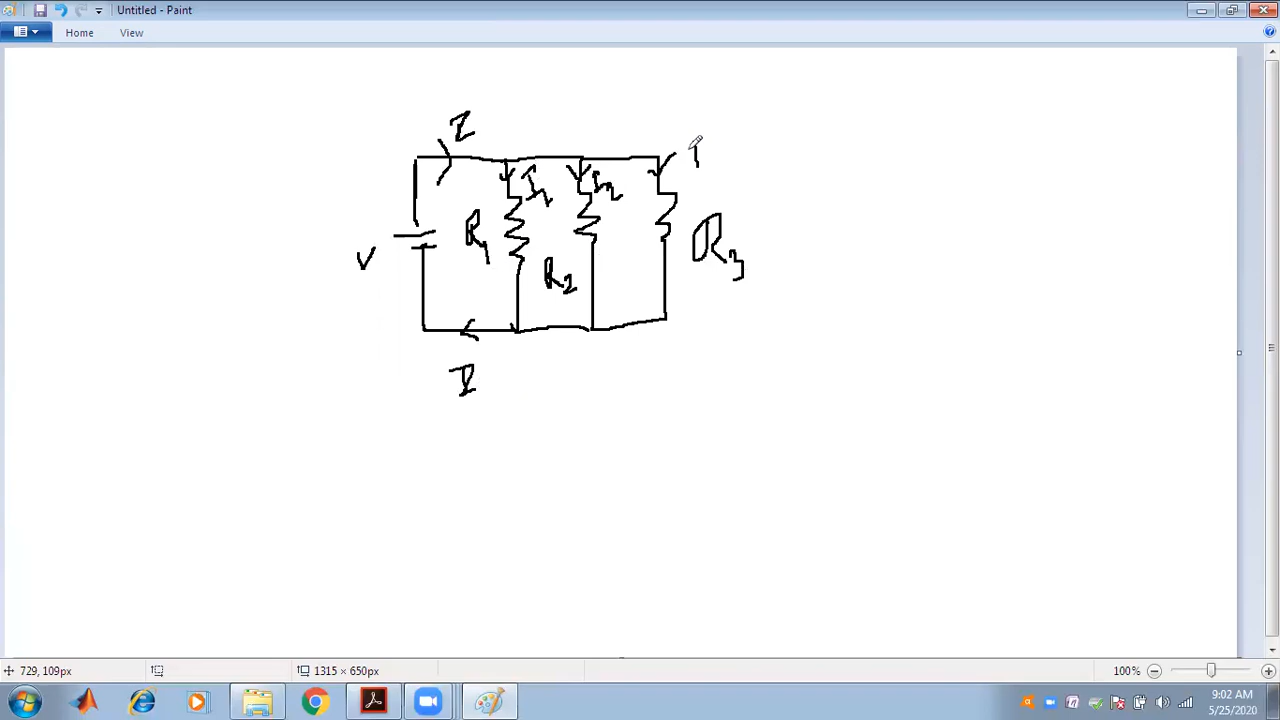 Untitled - Paint
Home View
I
I1 I2 I
R1 R3
V R2
I
729, 109px 1315 × 650px 100%
9:02 AM
5/25/2020